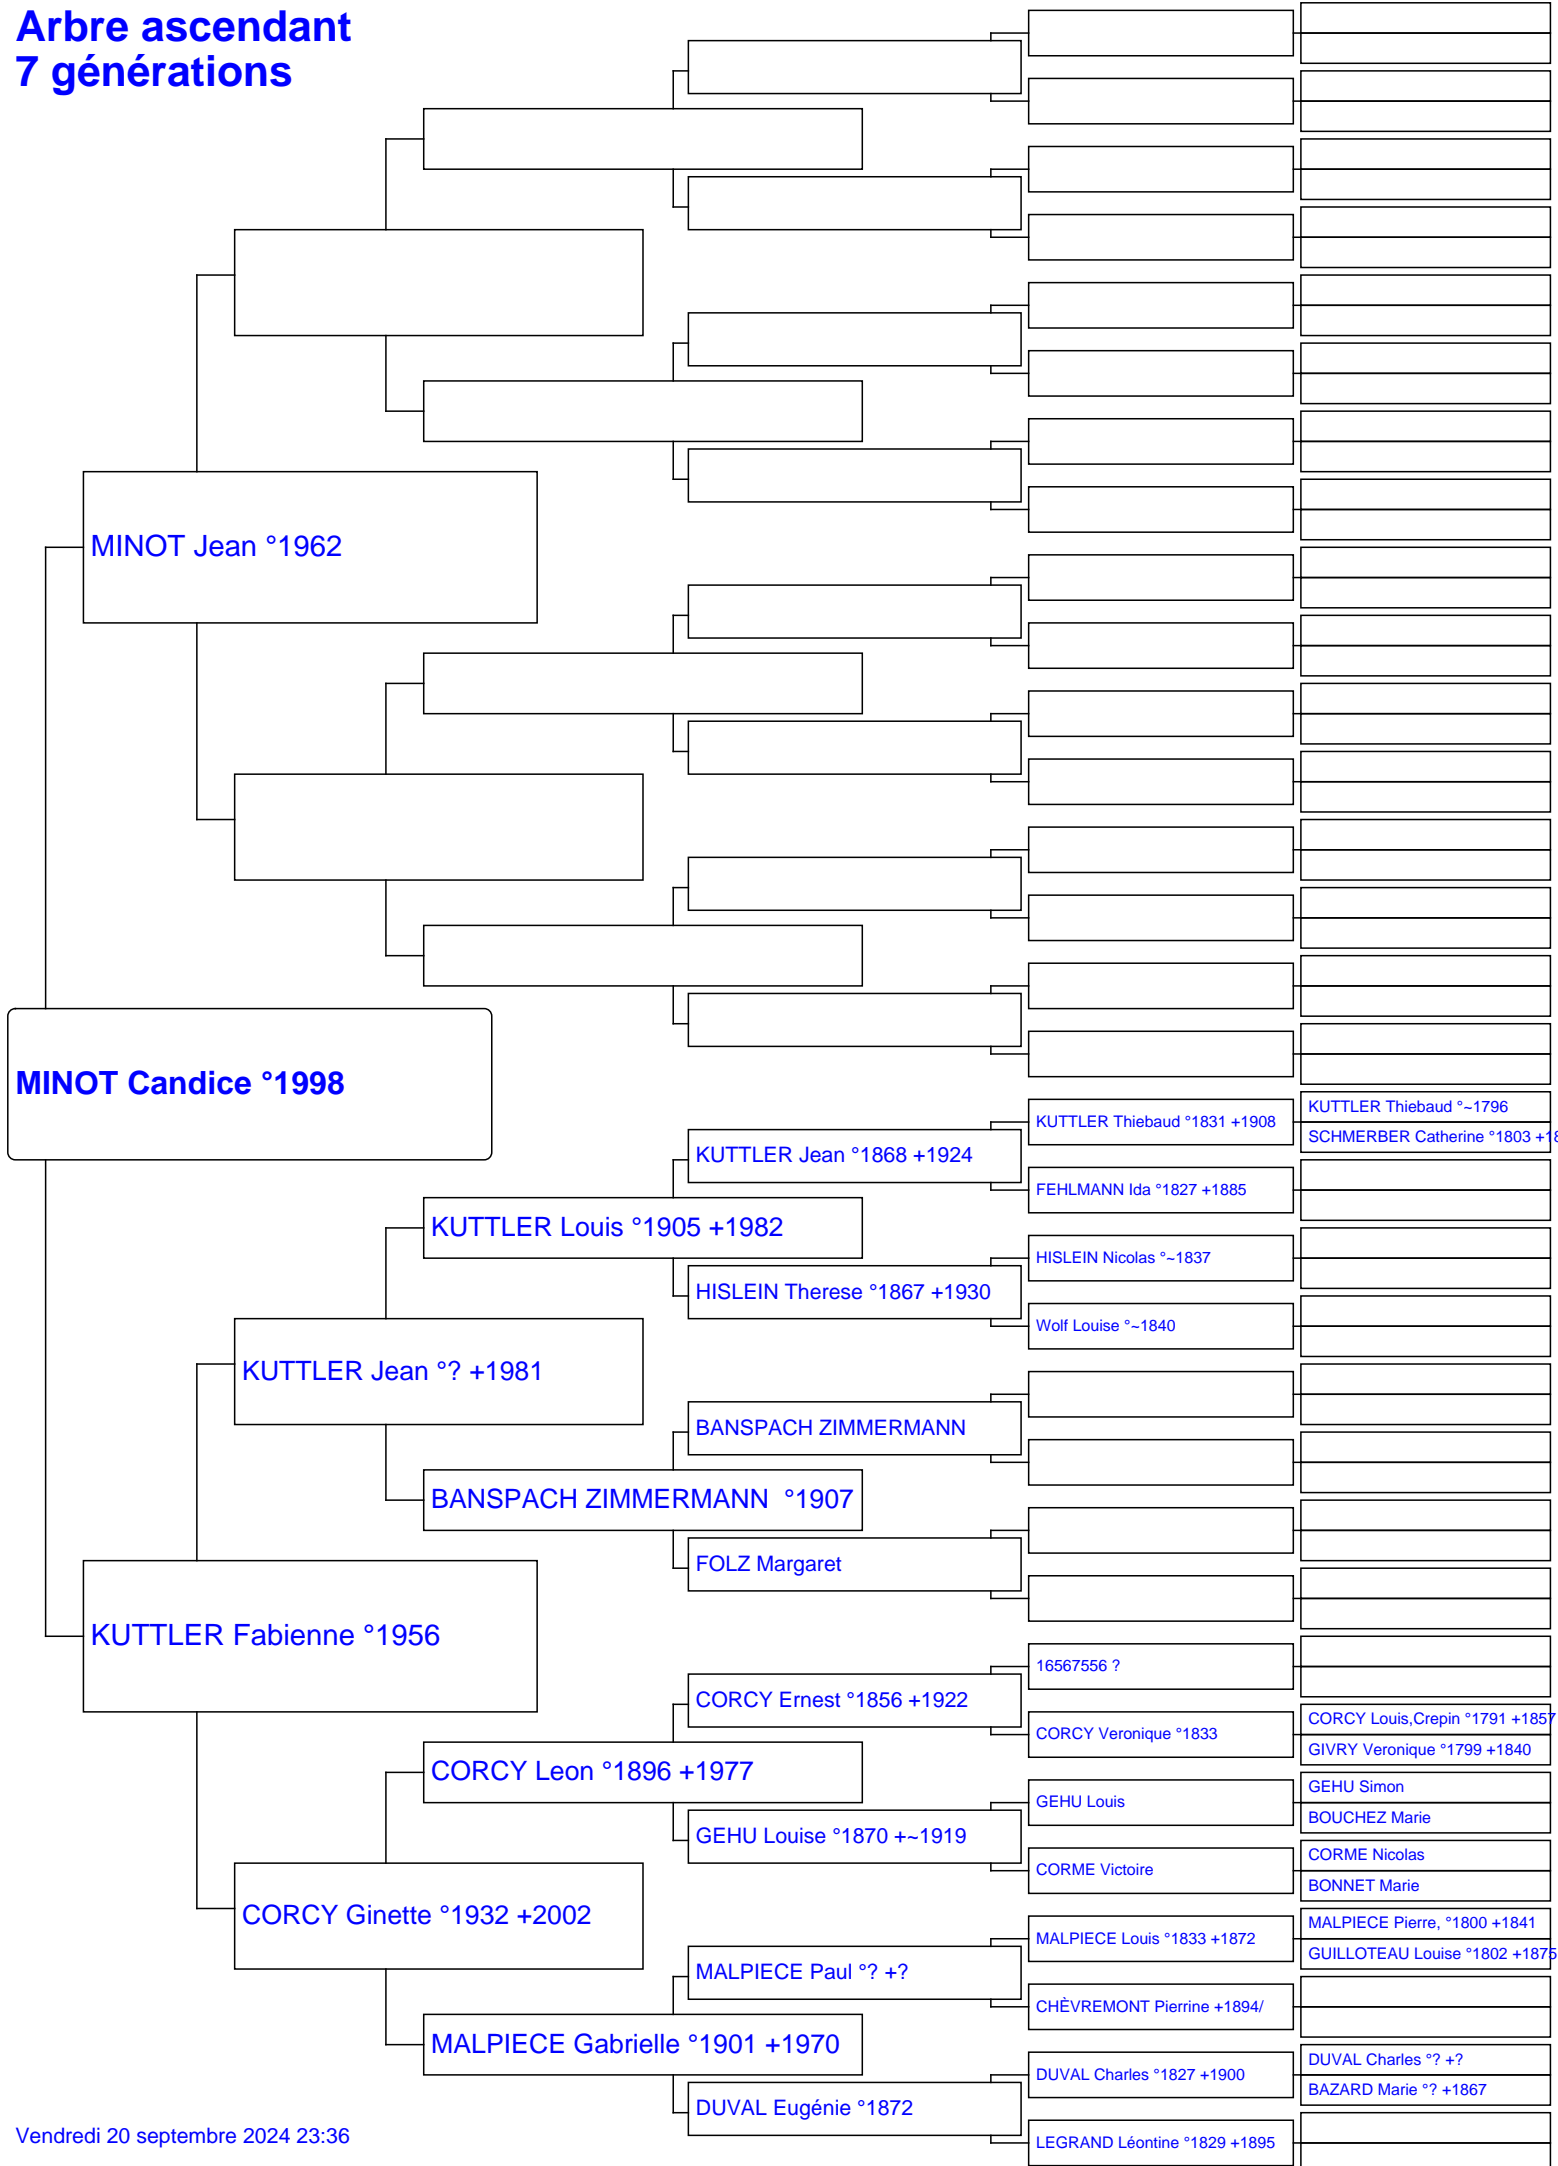 Arbre ascendant
7 générations
MINOT Jean °1962
MINOT Candice °1998
KUTTLER Thiebaud °~1796
KUTTLER Thiebaud °1831 +1908
SCHMERBER Catherine °1803 +18
KUTTLER Jean °1868 +1924
FEHLMANN Ida °1827 +1885
KUTTLER Louis °1905 +1982
HISLEIN Nicolas °~1837
HISLEIN Therese °1867 +1930
Wolf Louise °~1840
KUTTLER Jean °? +1981
BANSPACH ZIMMERMANN
BANSPACH ZIMMERMANN °1907
FOLZ Margaret
KUTTLER Fabienne °1956
16567556 ?
CORCY Ernest °1856 +1922
CORCY Louis,Crepin °1791 +1857
CORCY Veronique °1833
GIVRY Veronique °1799 +1840
CORCY Leon °1896 +1977
GEHU Simon
GEHU Louis
BOUCHEZ Marie
GEHU Louise °1870 +~1919
CORME Nicolas
CORME Victoire
BONNET Marie
CORCY Ginette °1932 +2002
MALPIECE Pierre, °1800 +1841
MALPIECE Louis °1833 +1872
GUILLOTEAU Louise °1802 +1875
MALPIECE Paul °? +?
CHÈVREMONT Pierrine +1894/
MALPIECE Gabrielle °1901 +1970
DUVAL Charles °? +?
DUVAL Charles °1827 +1900
BAZARD Marie °? +1867
DUVAL Eugénie °1872
LEGRAND Léontine °1829 +1895
Vendredi 20 septembre 2024 23:36